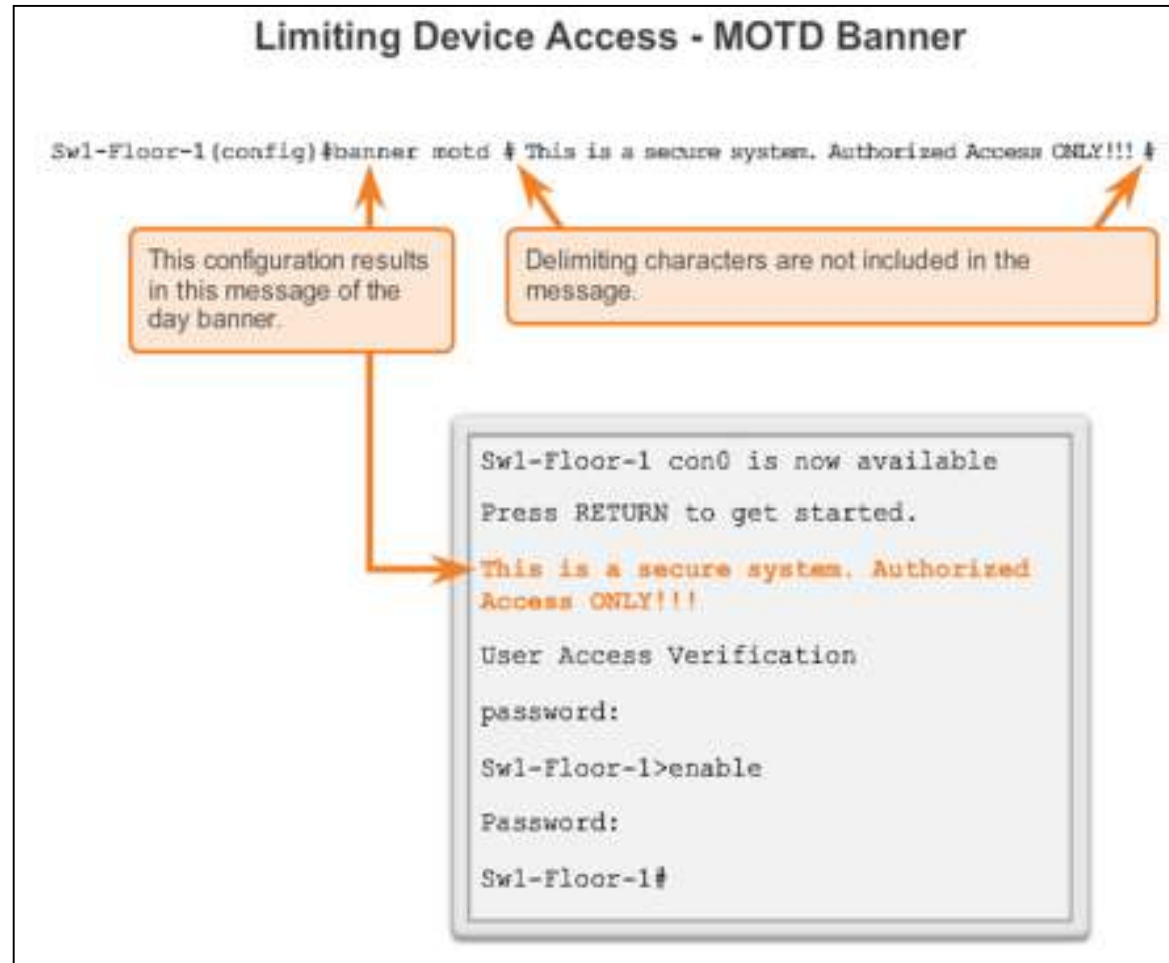 Limiting Device Access - MOTD Banner
Sw1-Floor-1(config)#banner motd # This is a secure system. Authorized Access ONLY!!! #
This configuration results
in this message of the
day banner.
Delimiting characters are not included in the
message.
Sw1-Floor-1 con0 is now available
Press RETURN to get started.
This is a secure system. Authorized
Access ONLY!!!
User Access Verification
password:
Sw1-Floor-1>enable
Password:
Sw1-Floor-1#